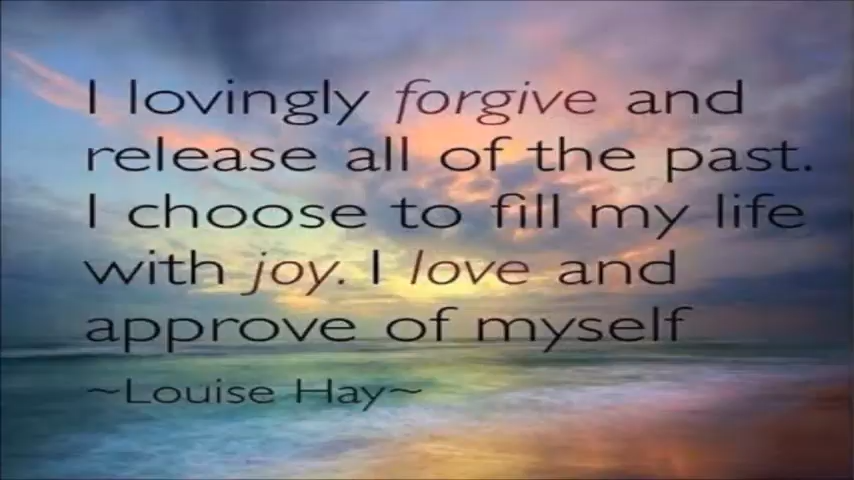 I lovingly forgive and
release all of the past.
I choose to fill my life
with joy. I love and
approve of myself
~Louise Hay~